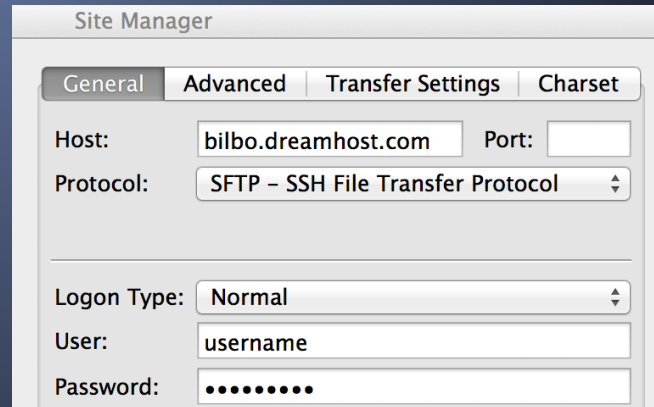 Site Manager
General Advanced Transfer Settings Charset
Host: bilbo.dreamhost.com Port:
Protocol: SFTP – SSH File Transfer Protocol
Logon Type: Normal
User: username
Password: •••••••••